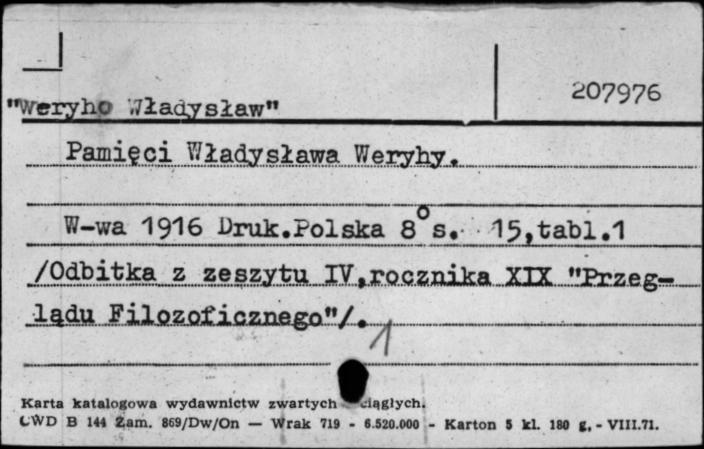 207976
"Weryho Władysław"
Pamięci Władysława Weryhy.
W-wa 1916 Druk.Polska 8° s. 15,tabl.1
/Odbitka z zeszytu IV,rocznika XIX "Przeg-
lądu Filozoficznego"/.
1
Karta katalogowa wydawnictw zwartych ciągłych.
CWD B 144 Zam. 869/Dw/On — Wrak 719 - 6.520.000 - Karton 5 kl. 180 g, - VIII.71.